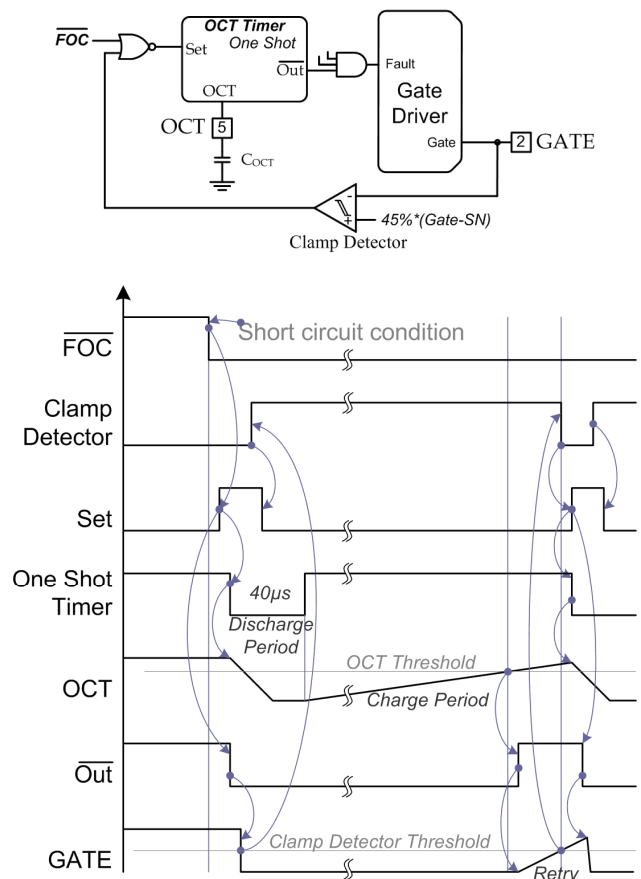 FOC
OCT Timer
One Shot
Set
Out
OCT
OCT 5
COCT
Fault
Gate
Driver
Gate
2 GATE
45%*(Gate-SN)
- 
+
Clamp Detector
FOC
Short circuit condition
Clamp
Detector
Set
One Shot
Timer
40µs
Discharge
Period
OCT Threshold
OCT
Charge Period
Out
Clamp Detector Threshold
GATE
Retry